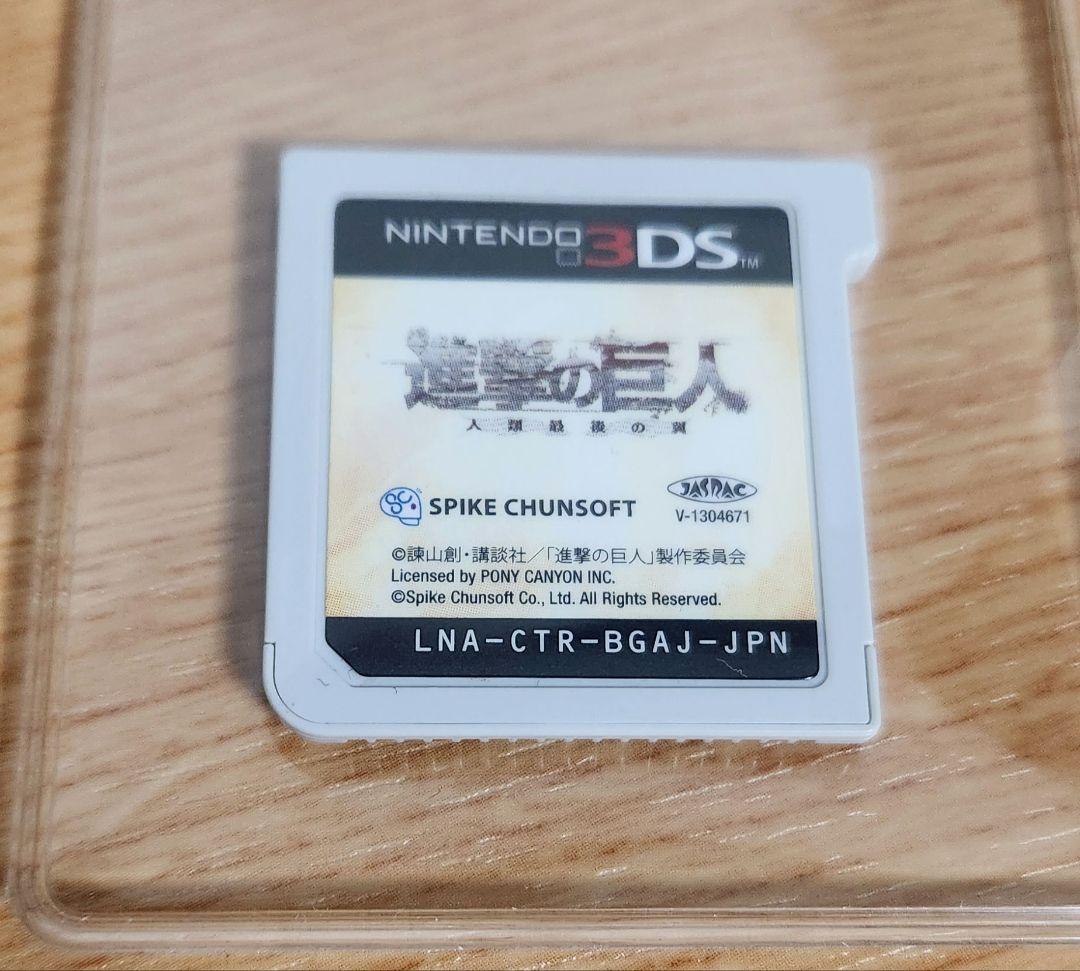 NINTENDO 3DS™
進撃の巨人
人類最後の翼
SC SPIKE CHUNSOFT
JASRAC
V-1304671
©諫山創・講談社／「進撃の巨人」製作委員会
Licensed by PONY CANYON INC.
©Spike Chunsoft Co., Ltd. All Rights Reserved.
LNA-CTR-BGAJ-JPN